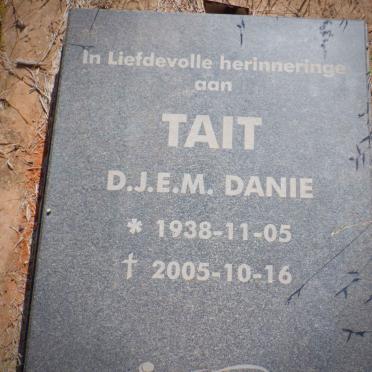 In Liefdevolle herinneringe
aan
TAIT
D.J.E.M. DANIE
* 1938-11-05
† 2005-10-16